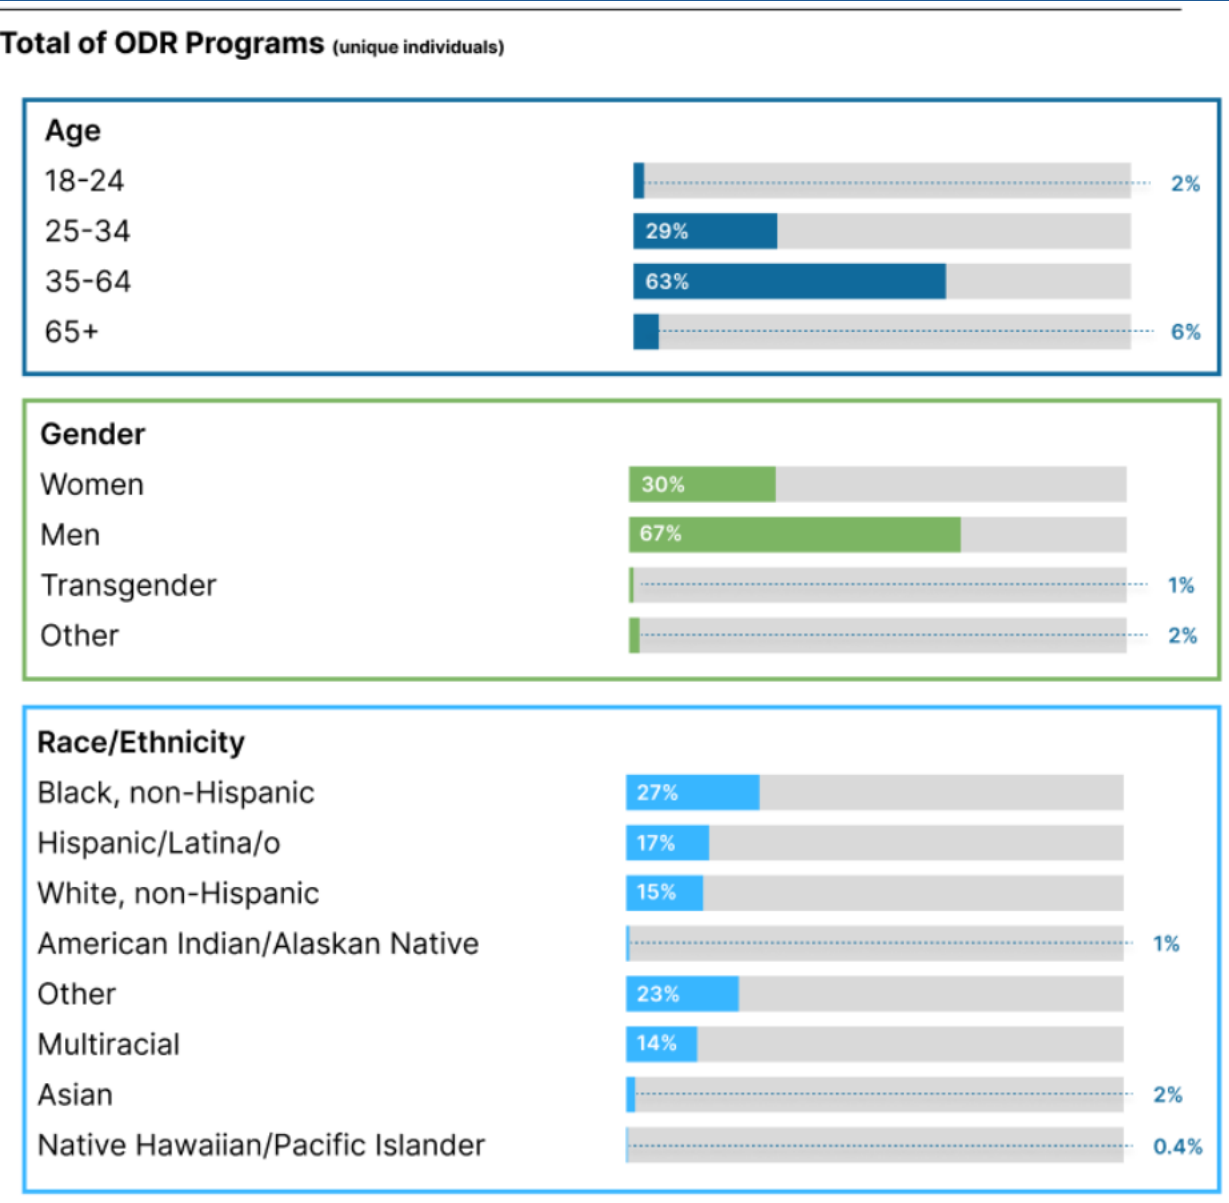 Total of ODR Programs (unique individuals)
Age
18-24 2%
25-34 29%
35-64 63%
65+ 6%
Gender
Women 30%
Men 67%
Transgender 1%
Other 2%
Race/Ethnicity
Black, non-Hispanic 27%
Hispanic/Latina/o 17%
White, non-Hispanic 15%
American Indian/Alaskan Native 1%
Other 23%
Multiracial 14%
Asian 2%
Native Hawaiian/Pacific Islander 0.4%